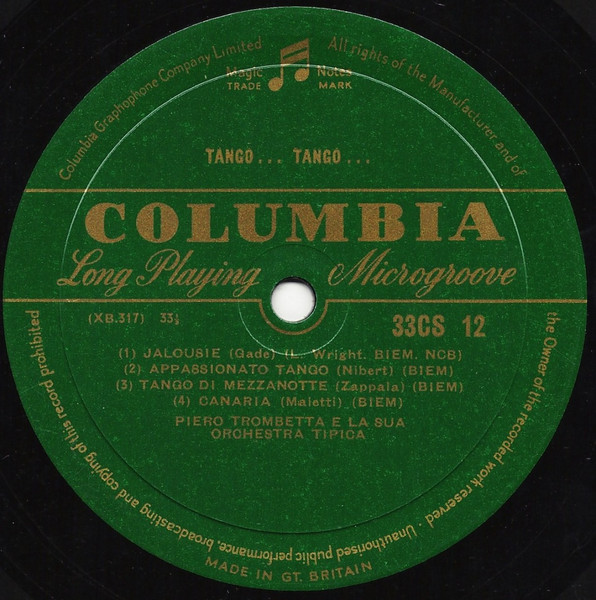 Columbia Graphophone Company Limited
All rights of the Manufacturer and of
the Owner of the recorded work reserved · Unauthorised public performance, broadcasting and copying of this record prohibited
Magic Notes
TRADE MARK
TANGO... TANGO...
COLUMBIA
Long Playing Microgroove
(XB.317) 33⅓
33CS 12
(1) JALOUSIE (Gade) (L. Wright. BIEM. NCB)
(2) APPASSIONATO TANGO (Nibert) (BIEM)
(3) TANGO DI MEZZANOTTE (Zappala) (BIEM)
(4) CANARIA (Maletti) (BIEM)
PIERO TROMBETTA E LA SUA
ORCHESTRA TIPICA
MADE IN GT. BRITAIN